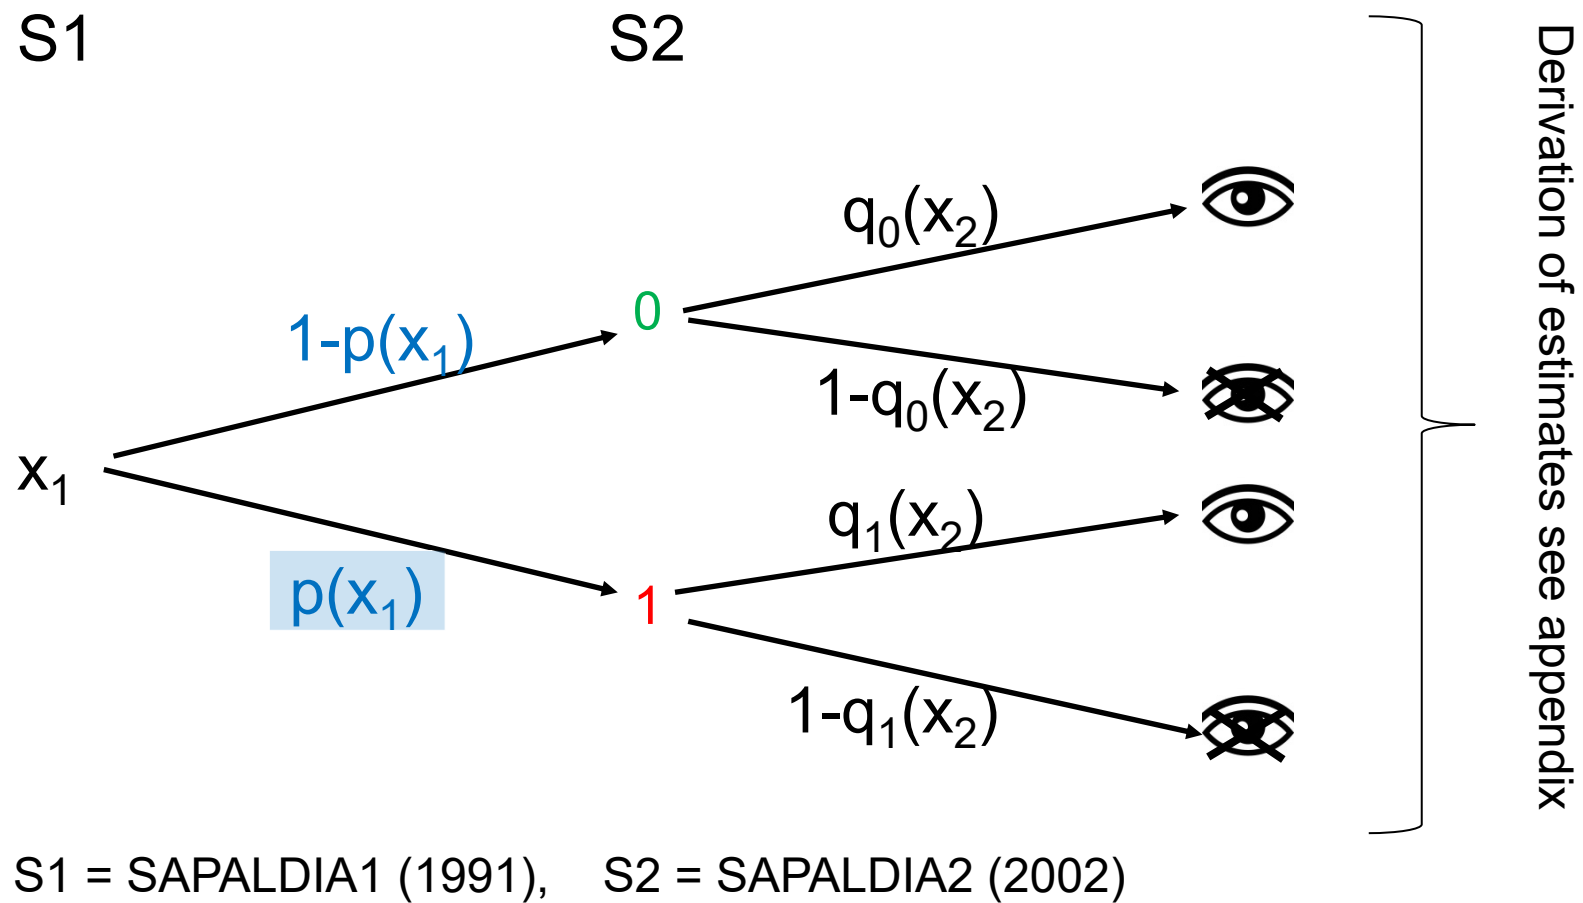 S1 S2
q₀(x₂)
0
1-p(x₁)
1-q₀(x₂)
x₁
q₁(x₂)
p(x₁)
1
1-q₁(x₂)
Derivation of estimates see appendix
S1 = SAPALDIA1 (1991), S2 = SAPALDIA2 (2002)